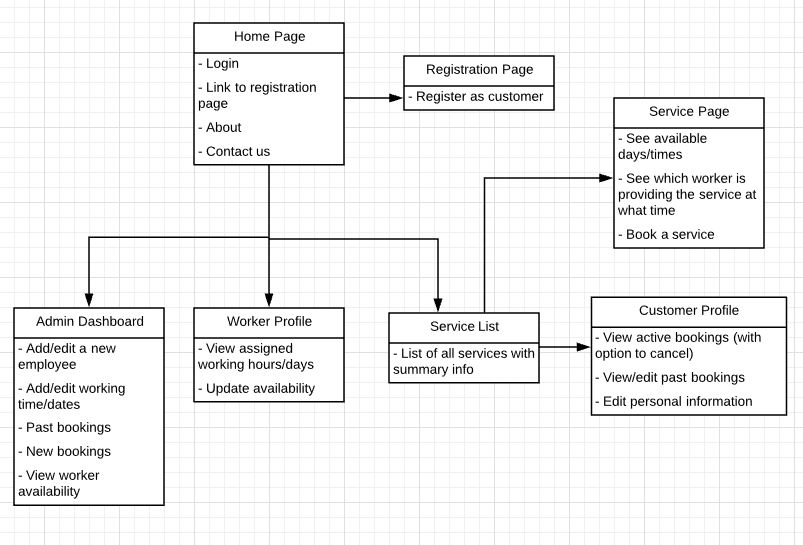 Home Page
- Login
- Link to registration
page
- About
- Contact us
Registration Page
- Register as customer
Service Page
- See available
days/times
- See which worker is
providing the service at
what time
- Book a service
Admin Dashboard
- Add/edit a new
employee
- Add/edit working
time/dates
- Past bookings
- New bookings
- View worker
availability
Worker Profile
- View assigned
working hours/days
- Update availability
Service List
- List of all services with
summary info
Customer Profile
- View active bookings (with
option to cancel)
- View/edit past bookings
- Edit personal information